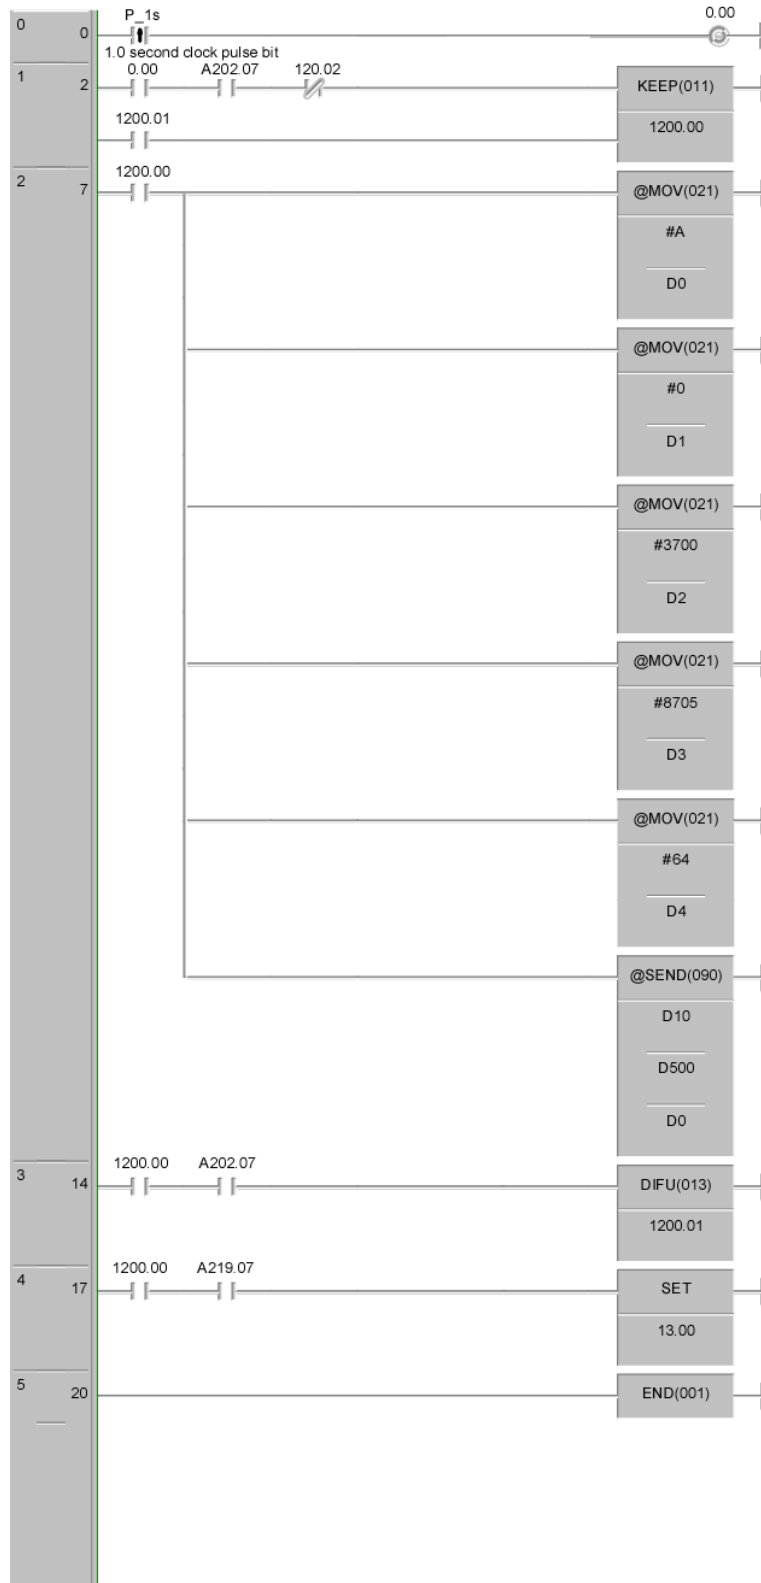 P_1s 0.00
0 0
1.0 second clock pulse bit
0.00 A202.07 120.02
1 2 KEEP(011)
1200.01
1200.00
1200.00
2 7 @MOV(021)
#A
D0
@MOV(021)
#0
D1
@MOV(021)
#3700
D2
@MOV(021)
#8705
D3
@MOV(021)
#64
D4
@SEND(090)
D10
D500
D0
1200.00 A202.07
3 14 DIFU(013)
1200.01
1200.00 A219.07
4 17 SET
13.00
5 20 END(001)